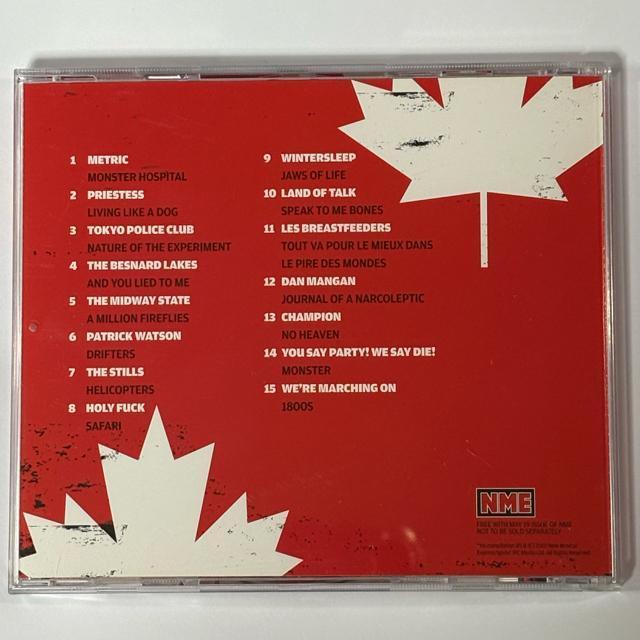 1 METRIC
MONSTER HOSPITAL
2 PRIESTESS
LIVING LIKE A DOG
3 TOKYO POLICE CLUB
NATURE OF THE EXPERIMENT
4 THE BESNARD LAKES
AND YOU LIED TO ME
5 THE MIDWAY STATE
A MILLION FIREFLIES
6 PATRICK WATSON
DRIFTERS
7 THE STILLS
HELICOPTERS
8 HOLY FUCK
SAFARI
9 WINTERSLEEP
JAWS OF LIFE
10 LAND OF TALK
SPEAK TO ME BONES
11 LES BREASTFEEDERS
TOUT VA POUR LE MIEUX DANS
LE PIRE DES MONDES
12 DAN MANGAN
JOURNAL OF A NARCOLEPTIC
13 CHAMPION
NO HEAVEN
14 YOU SAY PARTY! WE SAY DIE!
MONSTER
15 WE'RE MARCHING ON
1800S
NME
FREE WITH MAY 19 ISSUE OF NME
NOT TO BE SOLD SEPARATELY